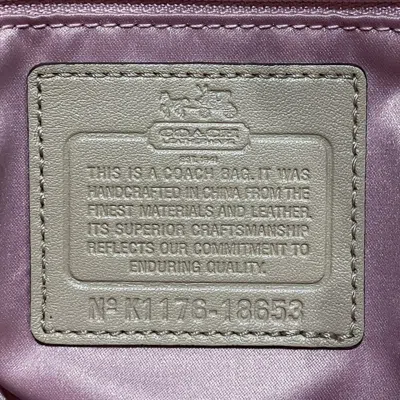 COACH
LEATHERWARE
EST. 1941
THIS IS A COACH BAG. IT WAS
HANDCRAFTED IN CHINA FROM THE
FINEST MATERIALS AND LEATHER.
ITS SUPERIOR CRAFTSMANSHIP
REFLECTS OUR COMMITMENT TO
ENDURING QUALITY.
Nº K1176-18653